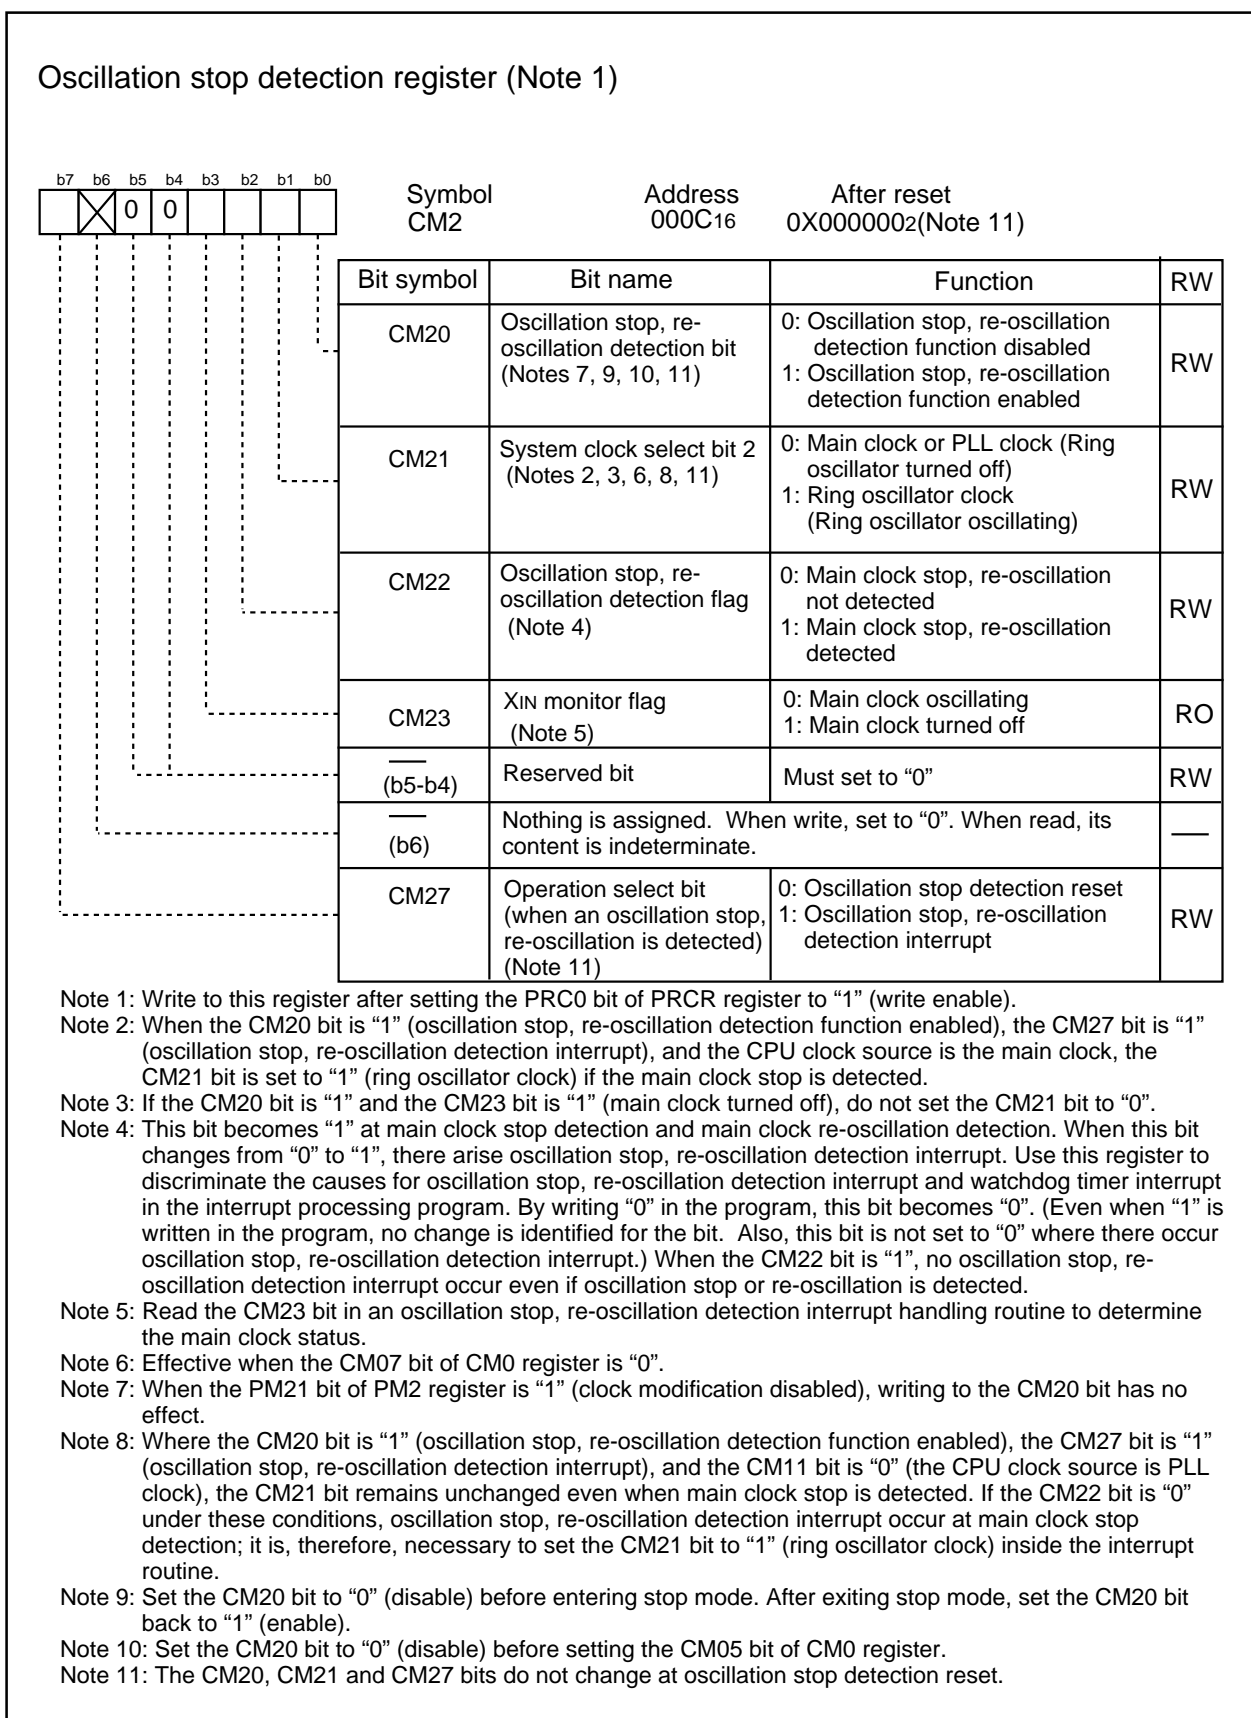 Oscillation stop detection register (Note 1)
b7 b6 b5 b4 b3 b2 b1 b0
0 0
Symbol Address After reset
CM2 000C16 0X0000002(Note 11)
Bit symbol Bit name Function RW
CM20 Oscillation stop, re-oscillation detection bit (Notes 7, 9, 10, 11) 0: Oscillation stop, re-oscillation detection function disabled 1: Oscillation stop, re-oscillation detection function enabled RW
CM21 System clock select bit 2 (Notes 2, 3, 6, 8, 11) 0: Main clock or PLL clock (Ring oscillator turned off) 1: Ring oscillator clock (Ring oscillator oscillating) RW
CM22 Oscillation stop, re-oscillation detection flag (Note 4) 0: Main clock stop, re-oscillation not detected 1: Main clock stop, re-oscillation detected RW
CM23 XIN monitor flag (Note 5) 0: Main clock oscillating 1: Main clock turned off RO
(b5-b4) Reserved bit Must set to “0” RW
(b6) Nothing is assigned. When write, set to “0”. When read, its content is indeterminate. —
CM27 Operation select bit (when an oscillation stop, re-oscillation is detected) (Note 11) 0: Oscillation stop detection reset 1: Oscillation stop, re-oscillation detection interrupt RW
Note 1: Write to this register after setting the PRC0 bit of PRCR register to “1” (write enable).
Note 2: When the CM20 bit is “1” (oscillation stop, re-oscillation detection function enabled), the CM27 bit is “1”
(oscillation stop, re-oscillation detection interrupt), and the CPU clock source is the main clock, the
CM21 bit is set to “1” (ring oscillator clock) if the main clock stop is detected.
Note 3: If the CM20 bit is “1” and the CM23 bit is “1” (main clock turned off), do not set the CM21 bit to “0”.
Note 4: This bit becomes “1” at main clock stop detection and main clock re-oscillation detection. When this bit
changes from “0” to “1”, there arise oscillation stop, re-oscillation detection interrupt. Use this register to
discriminate the causes for oscillation stop, re-oscillation detection interrupt and watchdog timer interrupt
in the interrupt processing program. By writing “0” in the program, this bit becomes “0”. (Even when “1” is
written in the program, no change is identified for the bit. Also, this bit is not set to “0” where there occur
oscillation stop, re-oscillation detection interrupt.) When the CM22 bit is “1”, no oscillation stop, re-
oscillation detection interrupt occur even if oscillation stop or re-oscillation is detected.
Note 5: Read the CM23 bit in an oscillation stop, re-oscillation detection interrupt handling routine to determine
the main clock status.
Note 6: Effective when the CM07 bit of CM0 register is “0”.
Note 7: When the PM21 bit of PM2 register is “1” (clock modification disabled), writing to the CM20 bit has no
effect.
Note 8: Where the CM20 bit is “1” (oscillation stop, re-oscillation detection function enabled), the CM27 bit is “1”
(oscillation stop, re-oscillation detection interrupt), and the CM11 bit is “0” (the CPU clock source is PLL
clock), the CM21 bit remains unchanged even when main clock stop is detected. If the CM22 bit is “0”
under these conditions, oscillation stop, re-oscillation detection interrupt occur at main clock stop
detection; it is, therefore, necessary to set the CM21 bit to “1” (ring oscillator clock) inside the interrupt
routine.
Note 9: Set the CM20 bit to “0” (disable) before entering stop mode. After exiting stop mode, set the CM20 bit
back to “1” (enable).
Note 10: Set the CM20 bit to “0” (disable) before setting the CM05 bit of CM0 register.
Note 11: The CM20, CM21 and CM27 bits do not change at oscillation stop detection reset.